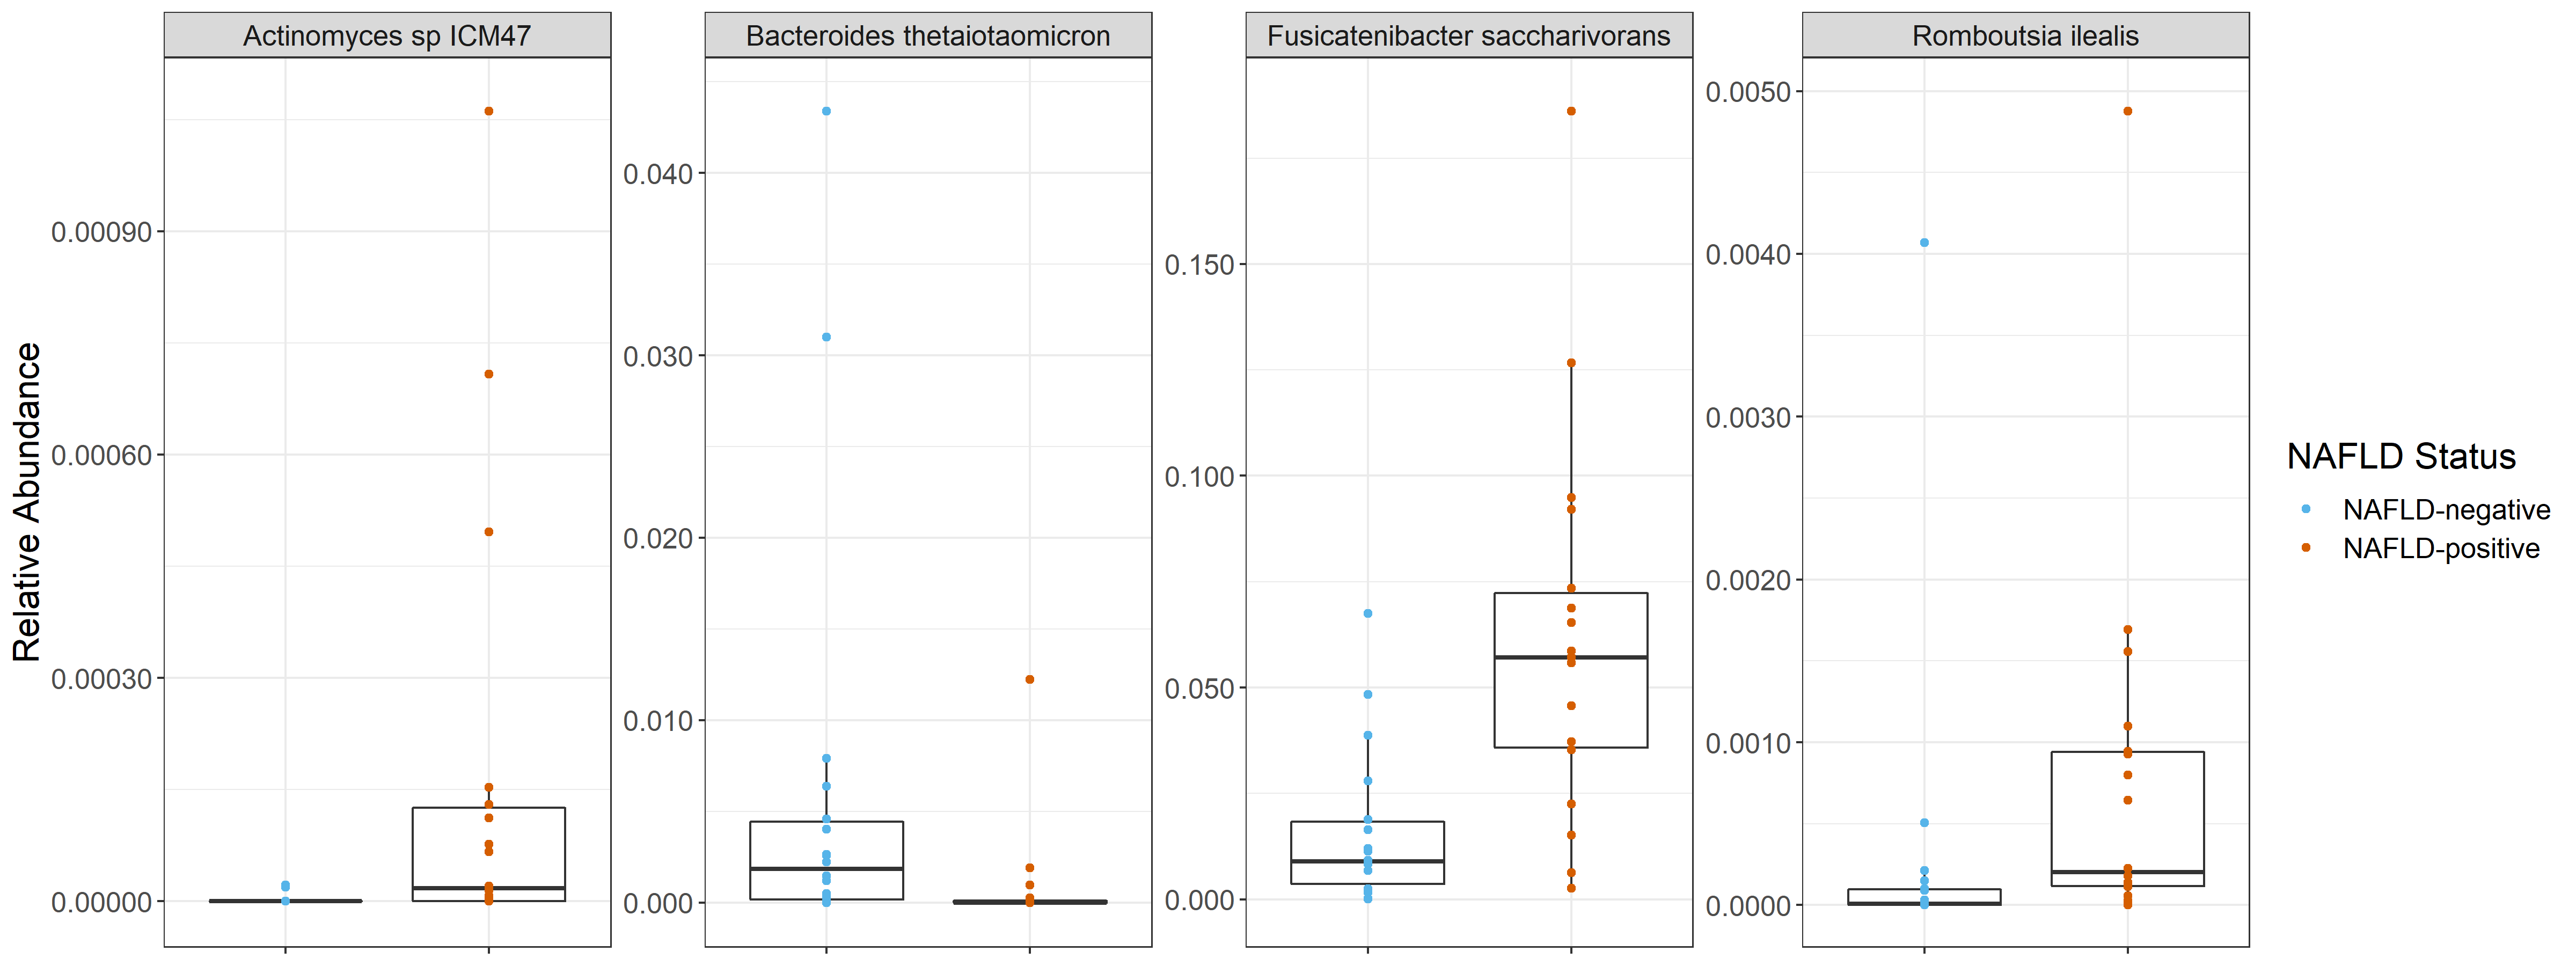 Actinomyces sp ICM47
Bacteroides thetaiotaomicron
Fusicatenibacter saccharivorans
Romboutsia ilealis
Relative Abundance
0.00090
0.00060
0.00030
0.00000
0.040
0.030
0.020
0.010
0.000
0.150
0.100
0.050
0.000
0.0050
0.0040
0.0030
0.0020
0.0010
0.0000
NAFLD Status
NAFLD-negative
NAFLD-positive